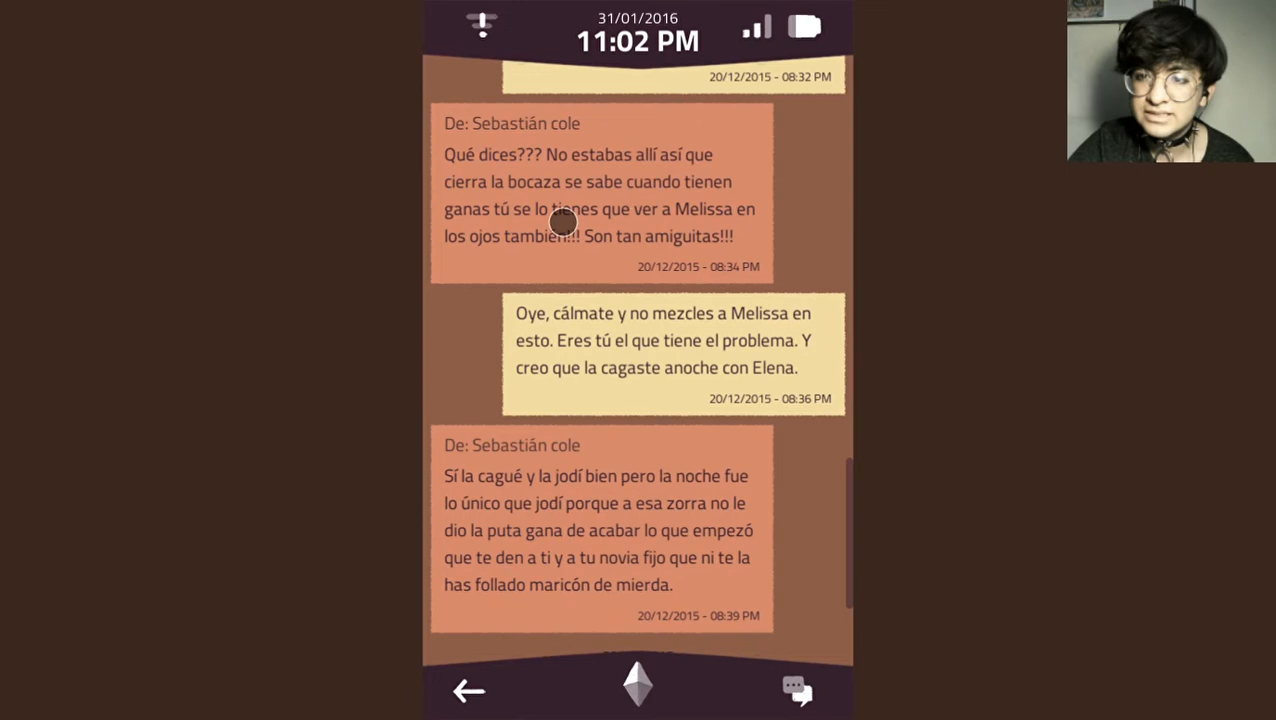 31/01/2016
11:02 PM
20/12/2015 - 08:32 PM
De: Sebastián cole
Qué dices??? No estabas allí así que
cierra la bocaza se sabe cuando tienen
ganas tú se lo tienes que ver a Melissa en
los ojos también!!! Son tan amiguitas!!!
20/12/2015 - 08:34 PM
Oye, cálmate y no mezcles a Melissa en
esto. Eres tú el que tiene el problema. Y
creo que la cagaste anoche con Elena.
20/12/2015 - 08:36 PM
De: Sebastián cole
Sí la cagué y la jodí bien pero la noche fue
lo único que jodí porque a esa zorra no le
dio la puta gana de acabar lo que empezó
que te den a ti y a tu novia fijo que ni te la
has follado maricón de mierda.
20/12/2015 - 08:39 PM